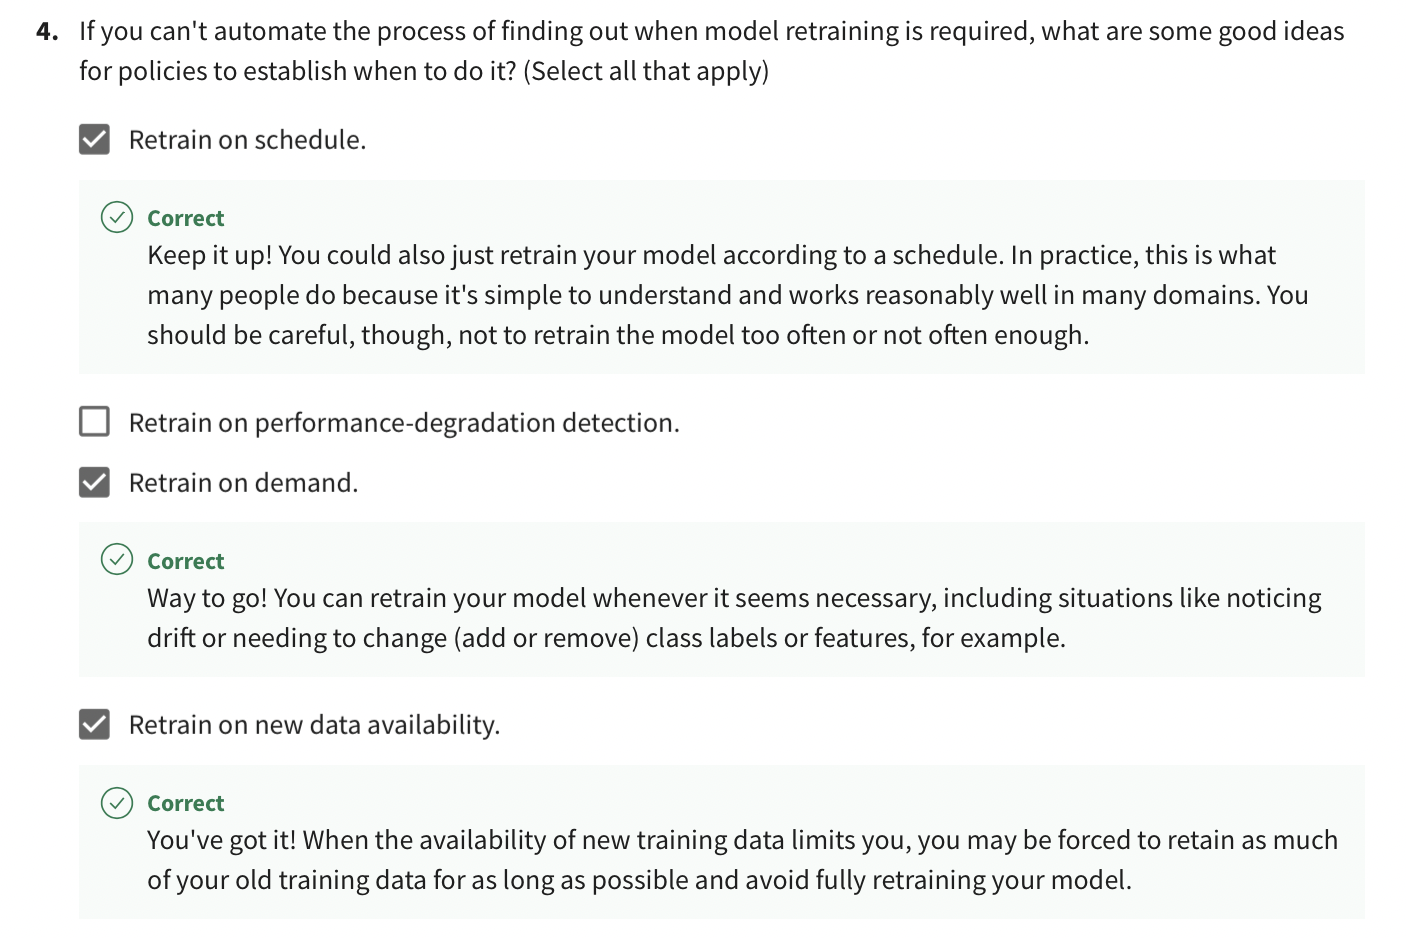 4. If you can't automate the process of finding out when model retraining is required, what are some good ideas
for policies to establish when to do it? (Select all that apply)
Retrain on schedule.
Correct
Keep it up! You could also just retrain your model according to a schedule. In practice, this is what
many people do because it's simple to understand and works reasonably well in many domains. You
should be careful, though, not to retrain the model too often or not often enough.
Retrain on performance-degradation detection.
Retrain on demand.
Correct
Way to go! You can retrain your model whenever it seems necessary, including situations like noticing
drift or needing to change (add or remove) class labels or features, for example.
Retrain on new data availability.
Correct
You've got it! When the availability of new training data limits you, you may be forced to retain as much
of your old training data for as long as possible and avoid fully retraining your model.